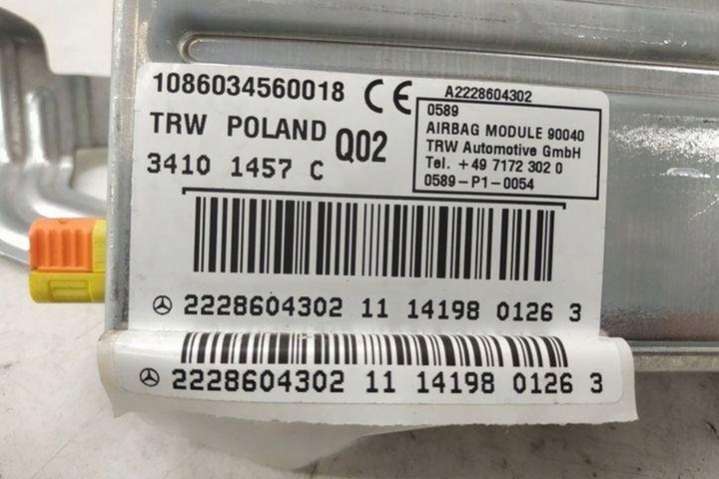 1086034560018 CE
A2228604302
TRW POLAND Q02
3410 1457 C
0589
AIRBAG MODULE 90040
TRW Automotive GmbH
Tel. +49 7172 302 0
0589-P1-0054
2228604302 11 14198 0126 3
2228604302 11 14198 0126 3